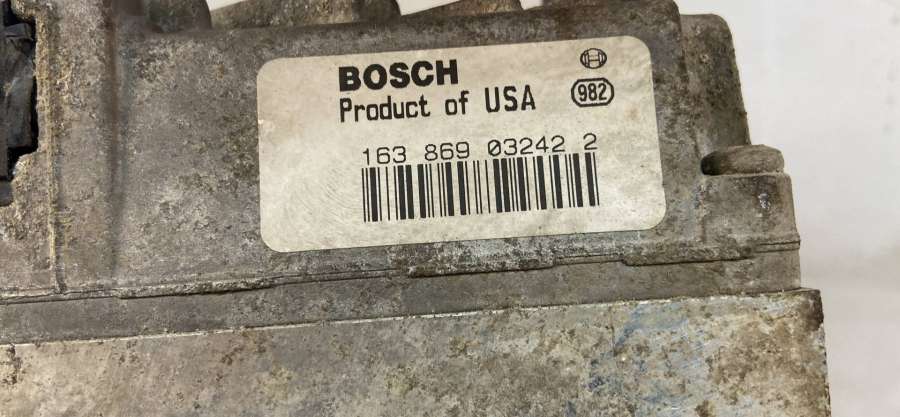 BOSCH
Product of USA
982
163 869 03242 2